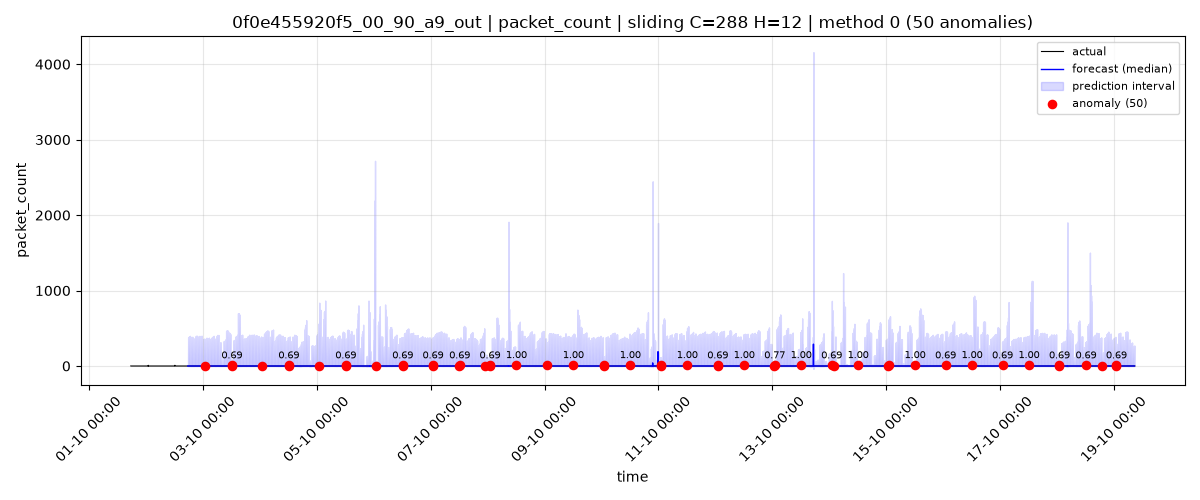 0f0e455920f5_00_90_a9_out | packet_count | sliding C=288 H=12 | method 0 (50 anomalies)
actual
forecast (median)
prediction interval
anomaly (50)
packet_count
4000
3000
2000
1000
0
0.69 0.69 0.69 0.69 0.69 0.69 0.69 1.00 1.00 1.00 1.00 0.69 1.00 0.77 1.00 0.69 1.00 1.00 0.69 1.00 0.69 1.00 0.69 0.69 0.69
01-10 00:00 03-10 00:00 05-10 00:00 07-10 00:00 09-10 00:00 11-10 00:00 13-10 00:00 15-10 00:00 17-10 00:00 19-10 00:00
time